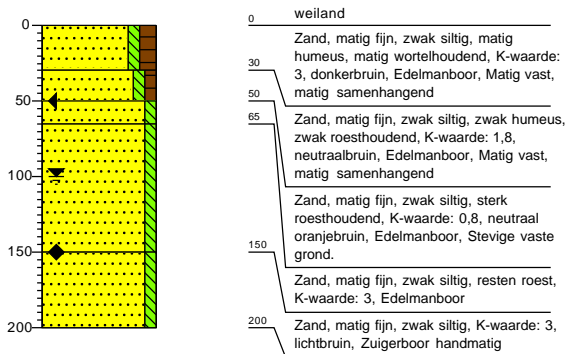 0
50
100
150
200
0
weiland
Zand, matig fijn, zwak siltig, matig
humeus, matig wortelhoudend, K-waarde:
3, donkerbruin, Edelmanboor, Matig vast,
matig samenhangend
30
Zand, matig fijn, zwak siltig, zwak humeus,
zwak roesthoudend, K-waarde: 1,8,
neutraalbruin, Edelmanboor, Matig vast,
matig samenhangend
50
Zand, matig fijn, zwak siltig, sterk
roesthoudend, K-waarde: 0,8, neutraal
oranjebruin, Edelmanboor, Stevige vaste
grond.
65
Zand, matig fijn, zwak siltig, resten roest,
K-waarde: 3, Edelmanboor
150
Zand, matig fijn, zwak siltig, K-waarde: 3,
lichtbruin, Zuigerboor handmatig
200